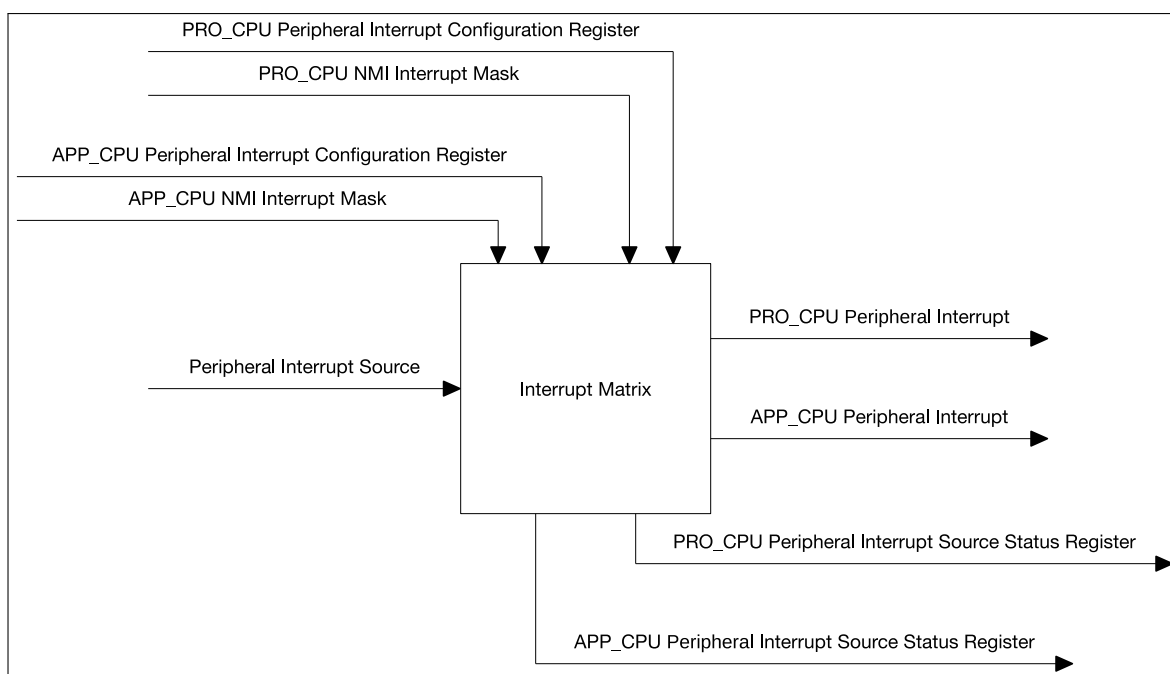 PRO_CPU Peripheral Interrupt Configuration Register
PRO_CPU NMI Interrupt Mask
APP_CPU Peripheral Interrupt Configuration Register
APP_CPU NMI Interrupt Mask
PRO_CPU Peripheral Interrupt
Peripheral Interrupt Source
Interrupt Matrix
APP_CPU Peripheral Interrupt
PRO_CPU Peripheral Interrupt Source Status Register
APP_CPU Peripheral Interrupt Source Status Register